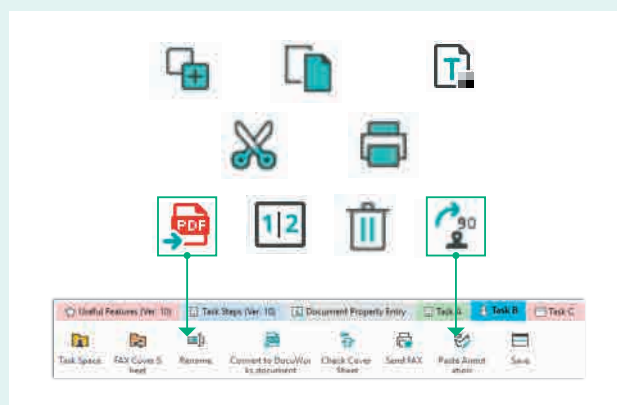 T
PDF
1|2
90
Useful Features (Ver. 10)
Task Steps (Ver. 10)
Document Property Entry
Task A
Task B
Task C
Task Space
FAX Cover S
heet
Rename
Convert to DocuWor
ks document
Check Cover
Sheet
Send FAX
Paste Annot
ation
Save